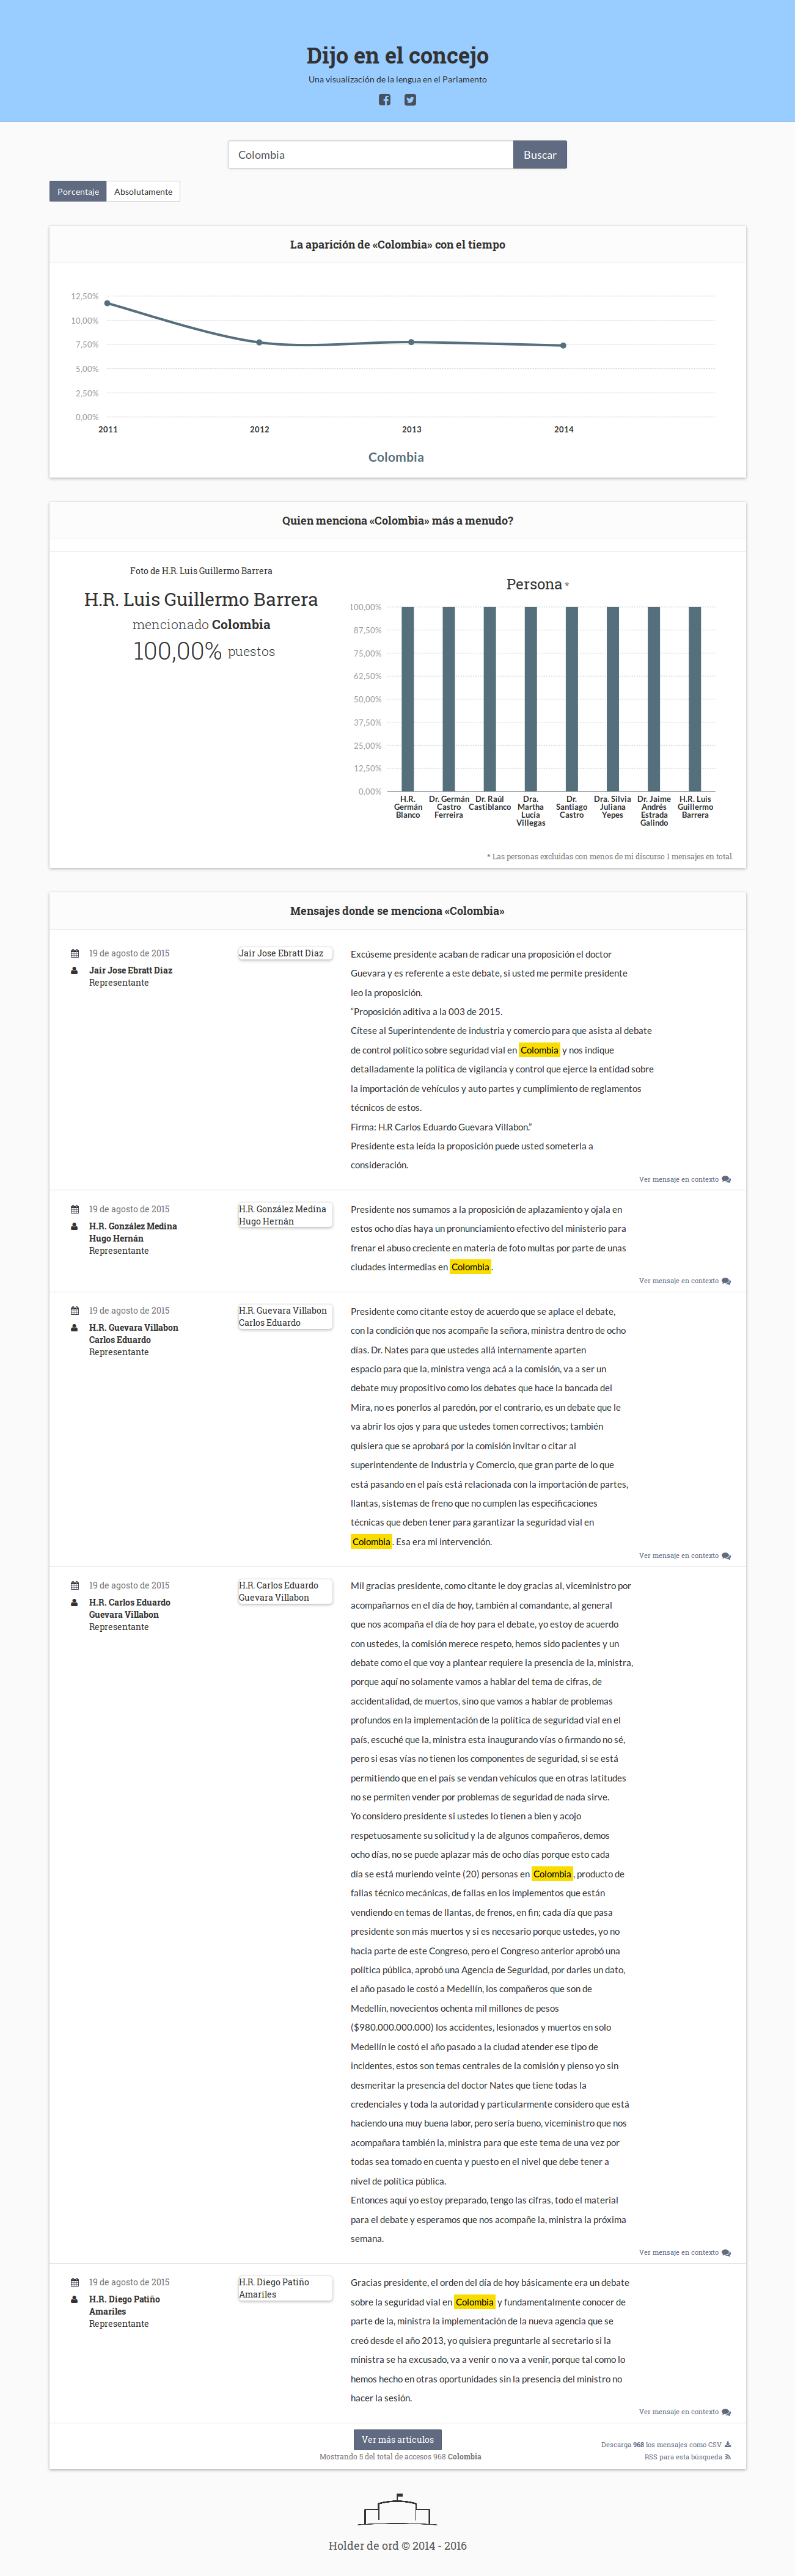 Dijo en el concejo
Una visualización de la lengua en el Parlamento
Colombia
Buscar
Porcentaje
Absolutamente
La aparición de «Colombia» con el tiempo
12,50%
10,00%
7,50%
5,00%
2,50%
0,00%
2011
2012
2013
2014
Colombia
Quien menciona «Colombia» más a menudo?
Foto de H.R. Luis Guillermo Barrera
H.R. Luis Guillermo Barrera
mencionado Colombia
100,00% puestos
Persona *
100,00%
87,50%
75,00%
62,50%
50,00%
37,50%
25,00%
12,50%
0,00%
H.R. Germán Blanco
Dr. Germán Castro Ferreira
Dr. Raúl Castiblanco
Dra. Martha Lucía Villegas
Dr. Santiago Castro
Dra. Silvia Juliana Yepes
Dr. Jaime Andrés Estrada Galindo
H.R. Luis Guillermo Barrera
* Las personas excluidas con menos de mi discurso 1 mensajes en total.
Mensajes donde se menciona «Colombia»
19 de agosto de 2015
Jair Jose Ebratt Diaz
Representante
Jair Jose Ebratt Diaz
Excúseme presidente acaban de radicar una proposición el doctor
Guevara y es referente a este debate, si usted me permite presidente
leo la proposición.
"Proposición aditiva a la 003 de 2015.
Cítese al Superintendente de industria y comercio para que asista al debate
de control político sobre seguridad vial en Colombia y nos indique
detalladamente la política de vigilancia y control que ejerce la entidad sobre
la importación de vehículos y auto partes y cumplimiento de reglamentos
técnicos de estos.
Firma: H.R Carlos Eduardo Guevara Villabon."
Presidente esta leída la proposición puede usted someterla a
consideración.
Ver mensaje en contexto
19 de agosto de 2015
H.R. González Medina
Hugo Hernán
Representante
H.R. González Medina
Hugo Hernán
Presidente nos sumamos a la proposición de aplazamiento y ojala en
estos ocho días haya un pronunciamiento efectivo del ministerio para
frenar el abuso creciente en materia de foto multas por parte de unas
ciudades intermedias en Colombia.
Ver mensaje en contexto
19 de agosto de 2015
H.R. Guevara Villabon
Carlos Eduardo
Representante
H.R. Guevara Villabon
Carlos Eduardo
Presidente como citante estoy de acuerdo que se aplace el debate,
con la condición que nos acompañe la señora, ministra dentro de ocho
días. Dr. Nates para que ustedes allá internamente aparten
espacio para que la, ministra venga acá a la comisión, va a ser un
debate muy propositivo como los debates que hace la bancada del
Mira, no es ponerlos al paredón, por el contrario, es un debate que le
va abrir los ojos y para que ustedes tomen correctivos; también
quisiera que se aprobará por la comisión invitar o citar al
superintendente de Industria y Comercio, que gran parte de lo que
está pasando en el país está relacionada con la importación de partes,
llantas, sistemas de freno que no cumplen las especificaciones
técnicas que deben tener para garantizar la seguridad vial en
Colombia. Esa era mi intervención.
Ver mensaje en contexto
19 de agosto de 2015
H.R. Carlos Eduardo
Guevara Villabon
Representante
H.R. Carlos Eduardo
Guevara Villabon
Mil gracias presidente, como citante le doy gracias al, viceministro por
acompañarnos en el día de hoy, también al comandante, al general
que nos acompaña el día de hoy para el debate, yo estoy de acuerdo
con ustedes, la comisión merece respeto, hemos sido pacientes y un
debate como el que voy a plantear requiere la presencia de la, ministra,
porque aquí no solamente vamos a hablar del tema de cifras, de
accidentalidad, de muertos, sino que vamos a hablar de problemas
profundos en la implementación de la política de seguridad vial en el
país, escuché que la, ministra esta inaugurando vías o firmando no sé,
pero si esas vías no tienen los componentes de seguridad, si se está
permitiendo que en el país se vendan vehículos que en otras latitudes
no se permiten vender por problemas de seguridad de nada sirve.
Yo considero presidente si ustedes lo tienen a bien y acojo
respetuosamente su solicitud y la de algunos compañeros, demos
ocho días, no se puede aplazar más de ocho días porque esto cada
día se está muriendo veinte (20) personas en Colombia, producto de
fallas técnico mecánicas, de fallas en los implementos que están
vendiendo en temas de llantas, de frenos, en fin; cada día que pasa
presidente son más muertos y si es necesario porque ustedes, yo no
hacia parte de este Congreso, pero el Congreso anterior aprobó una
política pública, aprobó una Agencia de Seguridad, por darles un dato,
el año pasado le costó a Medellín, los compañeros que son de
Medellín, novecientos ochenta mil millones de pesos
($980.000.000.000) los accidentes, lesionados y muertos en solo
Medellín le costó el año pasado a la ciudad atender ese tipo de
incidentes, estos son temas centrales de la comisión y pienso yo sin
desmeritar la presencia del doctor Nates que tiene todas la
credenciales y toda la autoridad y particularmente considero que está
haciendo una muy buena labor, pero sería bueno, viceministro que nos
acompañara también la, ministra para que este tema de una vez por
todas sea tomado en cuenta y puesto en el nivel que debe tener a
nivel de política pública.
Entonces aquí yo estoy preparado, tengo las cifras, todo el material
para el debate y esperamos que nos acompañe la, ministra la próxima
semana.
Ver mensaje en contexto
19 de agosto de 2015
H.R. Diego Patiño
Amariles
Representante
H.R. Diego Patiño
Amariles
Gracias presidente, el orden del día de hoy básicamente era un debate
sobre la seguridad vial en Colombia y fundamentalmente conocer de
parte de la, ministra la implementación de la nueva agencia que se
creó desde el año 2013, yo quisiera preguntarle al secretario si la
ministra se ha excusado, va a venir o no va a venir, porque tal como lo
hemos hecho en otras oportunidades sin la presencia del ministro no
hacer la sesión.
Ver mensaje en contexto
Ver más artículos
Mostrando 5 del total de accesos 968 Colombia
Descarga 968 los mensajes como CSV
RSS para esta búsqueda
Holder de ord © 2014 - 2016